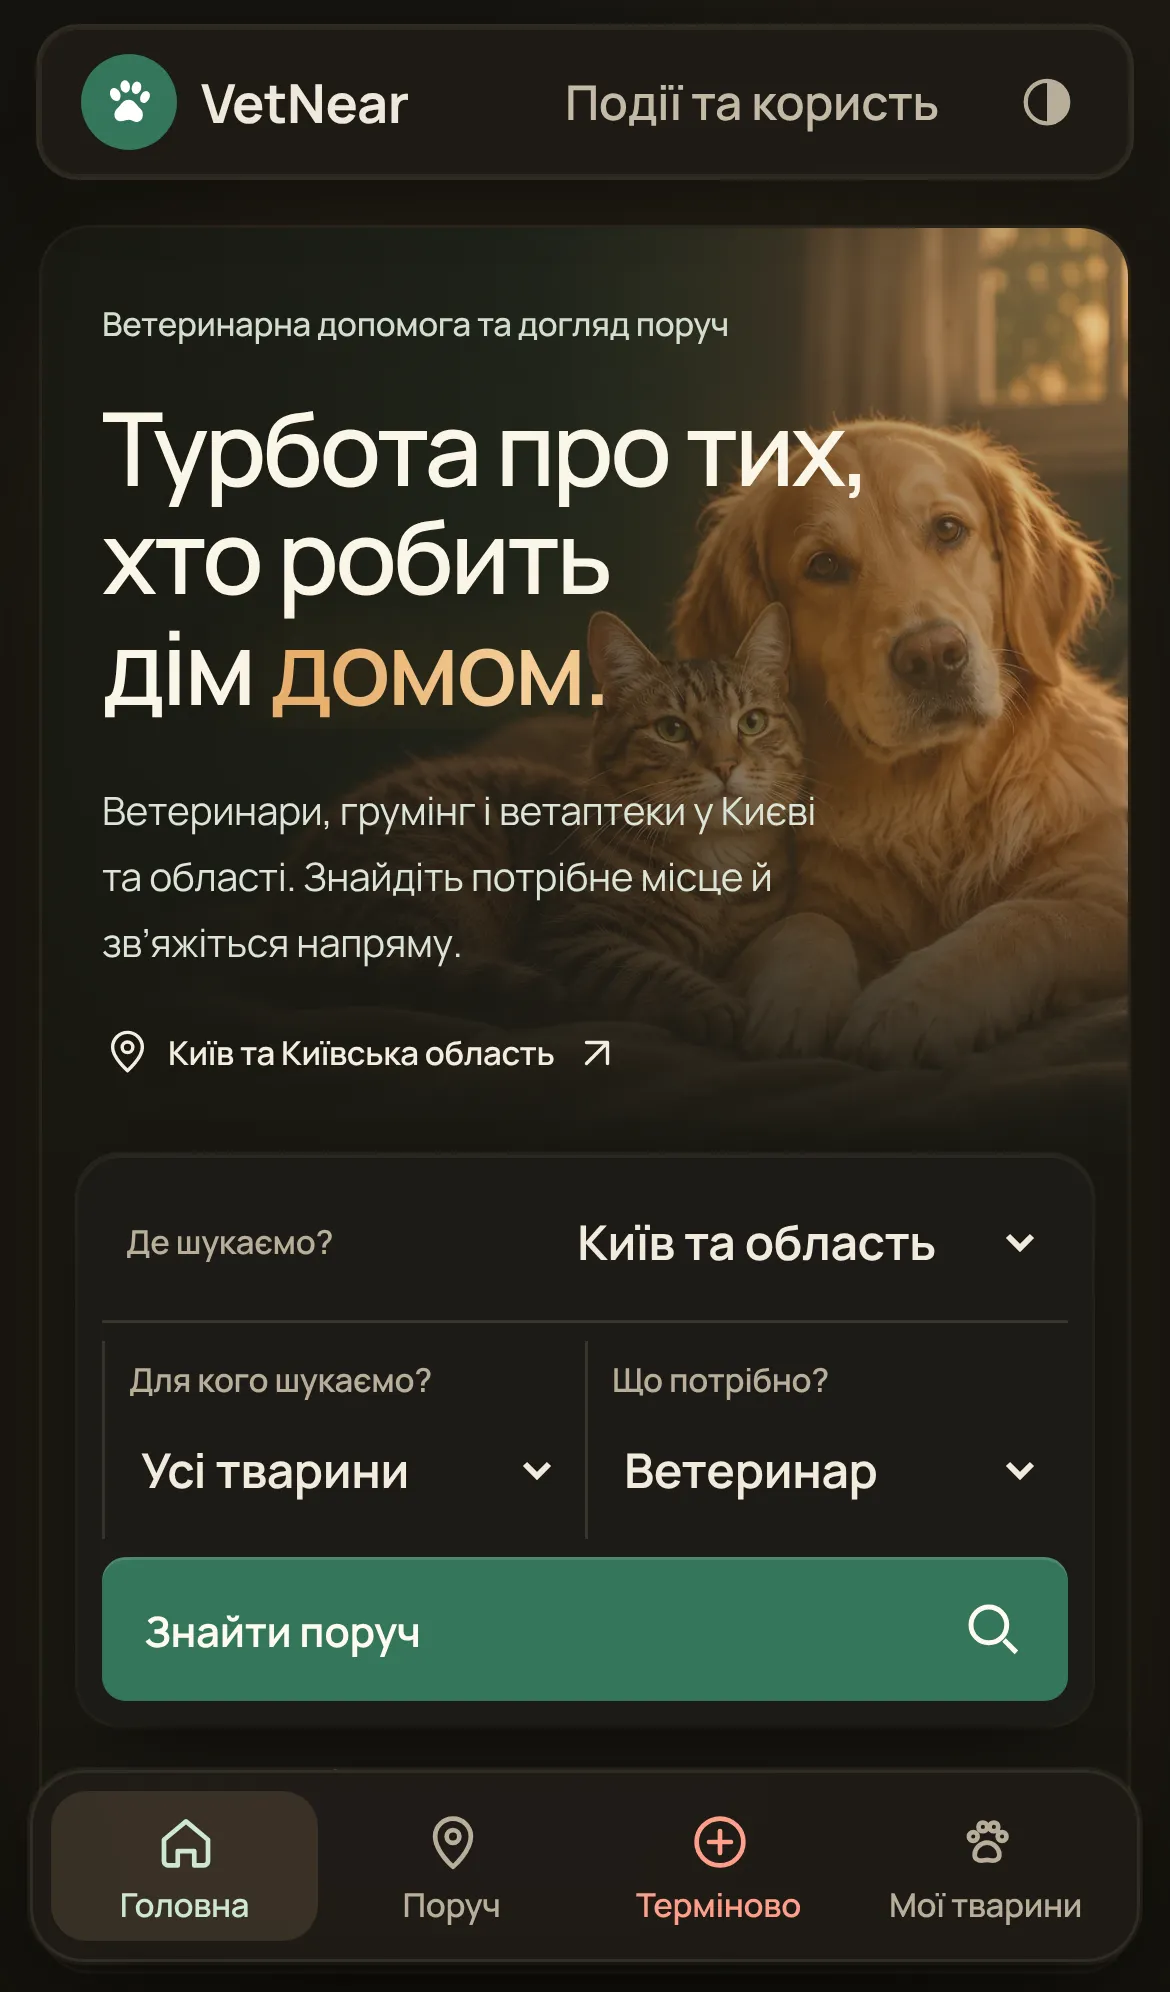 VetNear
Події та користь
Ветеринарна допомога та догляд поруч
Турбота про тих,
хто робить
дім домом.
Ветеринари, грумінг і ветаптеки у Києві
та області. Знайдіть потрібне місце й
зв’яжіться напряму.
Київ та Київська область
Де шукаємо?
Київ та область
Для кого шукаємо?
Що потрібно?
Усі тварини
Ветеринар
Знайти поруч
Головна
Поруч
Терміново
Мої тварини